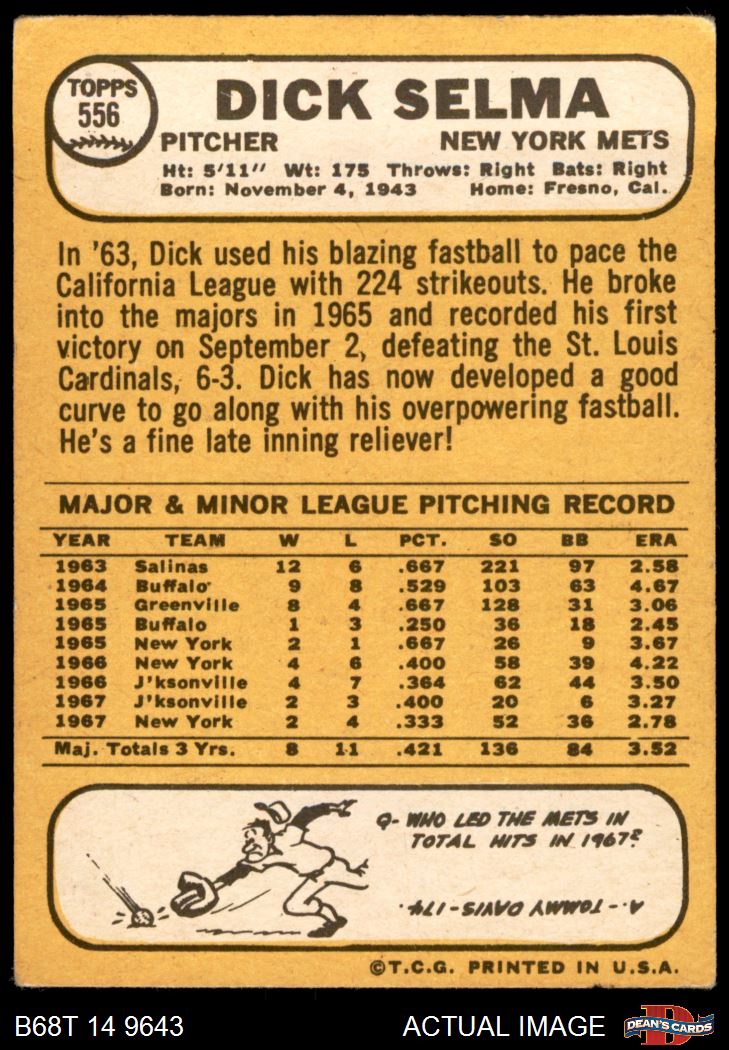 TOPPS
556
DICK SELMA
PITCHER NEW YORK METS
Ht: 5'11" Wt: 175 Throws: Right Bats: Right
Born: November 4, 1943 Home: Fresno, Cal.
In '63, Dick used his blazing fastball to pace the
California League with 224 strikeouts. He broke
into the majors in 1965 and recorded his first
victory on September 2, defeating the St. Louis
Cardinals, 6-3. Dick has now developed a good
curve to go along with his overpowering fastball.
He's a fine late inning reliever!
MAJOR & MINOR LEAGUE PITCHING RECORD
YEAR TEAM W L PCT. SO BB ERA
1963 Salinas 12 6 .667 221 97 2.58
1964 Buffalo 9 8 .529 103 63 4.67
1965 Greenville 8 4 .667 128 31 3.06
1965 Buffalo 1 3 .250 36 18 2.45
1965 New York 2 1 .667 26 9 3.67
1966 New York 4 6 .400 58 39 4.22
1966 J'ksonville 4 7 .364 62 44 3.50
1967 J'ksonville 2 3 .400 20 6 3.27
1967 New York 2 4 .333 52 36 2.78
Maj. Totals 3 Yrs. 8 11 .421 136 84 3.52
Q- WHO LED THE METS IN
TOTAL HITS IN 1967?
A.- TOMMY DAVIS-174.
©T.C.G. PRINTED IN U.S.A.
B68T 14 9643 ACTUAL IMAGE
D
DEAN'S CARDS